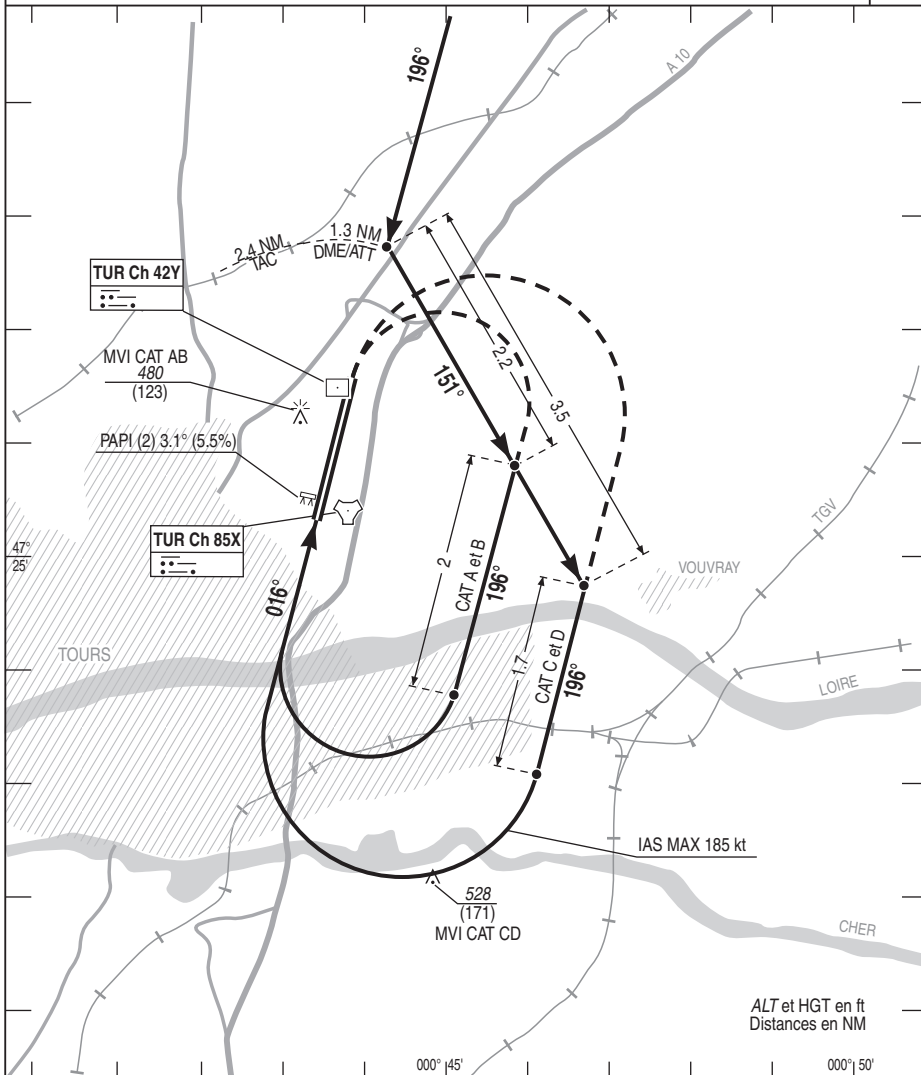 196°
A 10
2.4 NM
TAC
1.3 NM
DME/ATT
TUR Ch 42Y
MVI CAT AB
480
(123)
2.2
3.5
151°
PAPI (2) 3.1° (5.5%)
TUR Ch 85X
47°
25'
TGV
VOUVRAY
2
CAT A et B
196°
016°
TOURS
1.7
CAT C et D
196°
LOIRE
IAS MAX 185 kt
528
(171)
MVI CAT CD
CHER
ALT et HGT en ft
Distances en NM
000° 45'
000° 50'